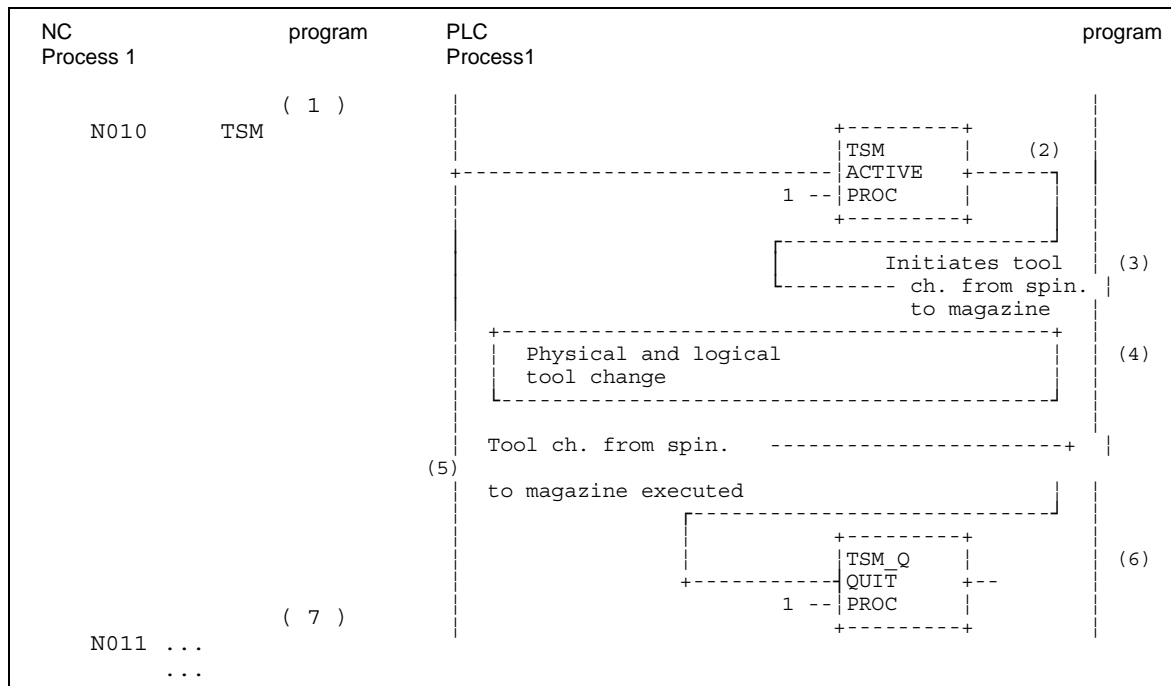 NC program PLC program
Process 1 Process1
( 1 )
N010 TSM
TSM (2)
ACTIVE
1 -- PROC
Initiates tool (3)
ch. from spin.
to magazine
Physical and logical (4)
tool change
Tool ch. from spin.
(5)
to magazine executed
TSM_Q (6)
QUIT
1 -- PROC
( 7 )
N011 ...
...